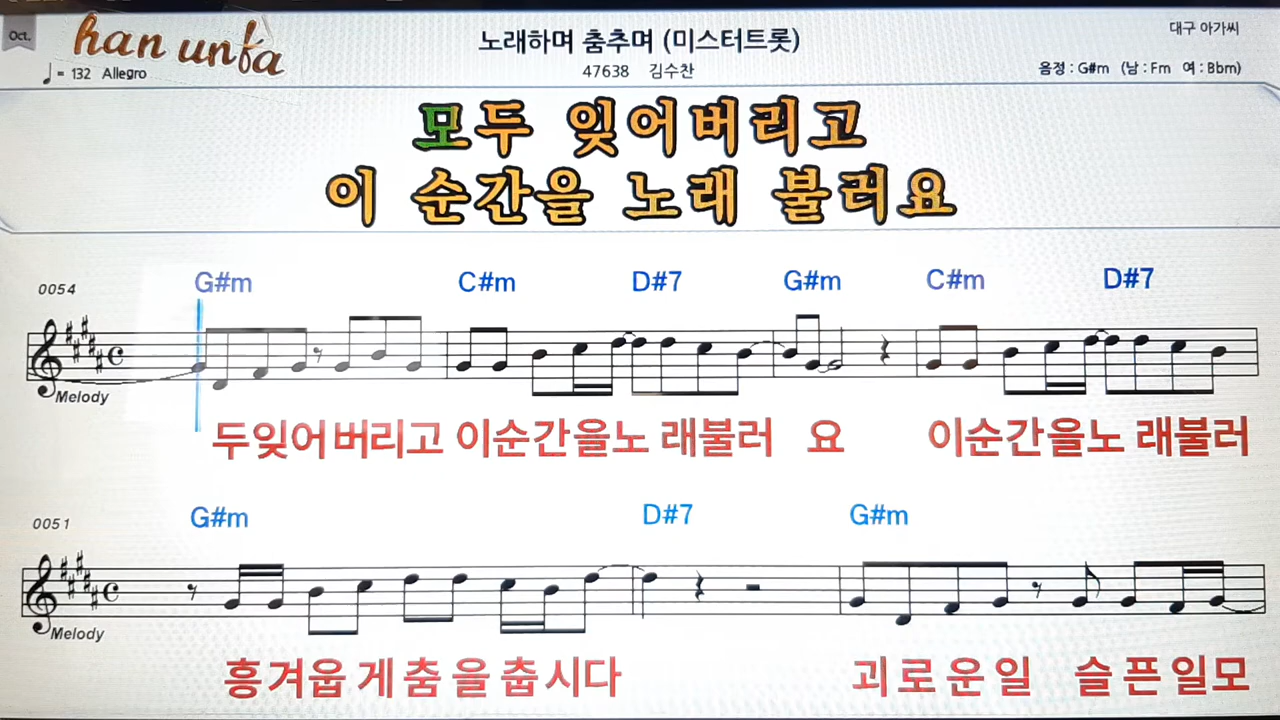 Oct.
han unfa
노래하며 춤추며 (미스터트롯)
대구 아가씨
♩= 132 Allegro
47638 김수찬
음정 : G#m (남 : Fm 여 : Bbm)
모두 잊어버리고
이 순간을 노래 불러요
0054
G#m C#m D#7 G#m C#m D#7
Melody
두잊어버리고 이순간을노 래불러 요 이순간을노 래불러
0051
G#m D#7 G#m
Melody
흥겨웁게춤을춥시다 괴로운일 슬픈일모